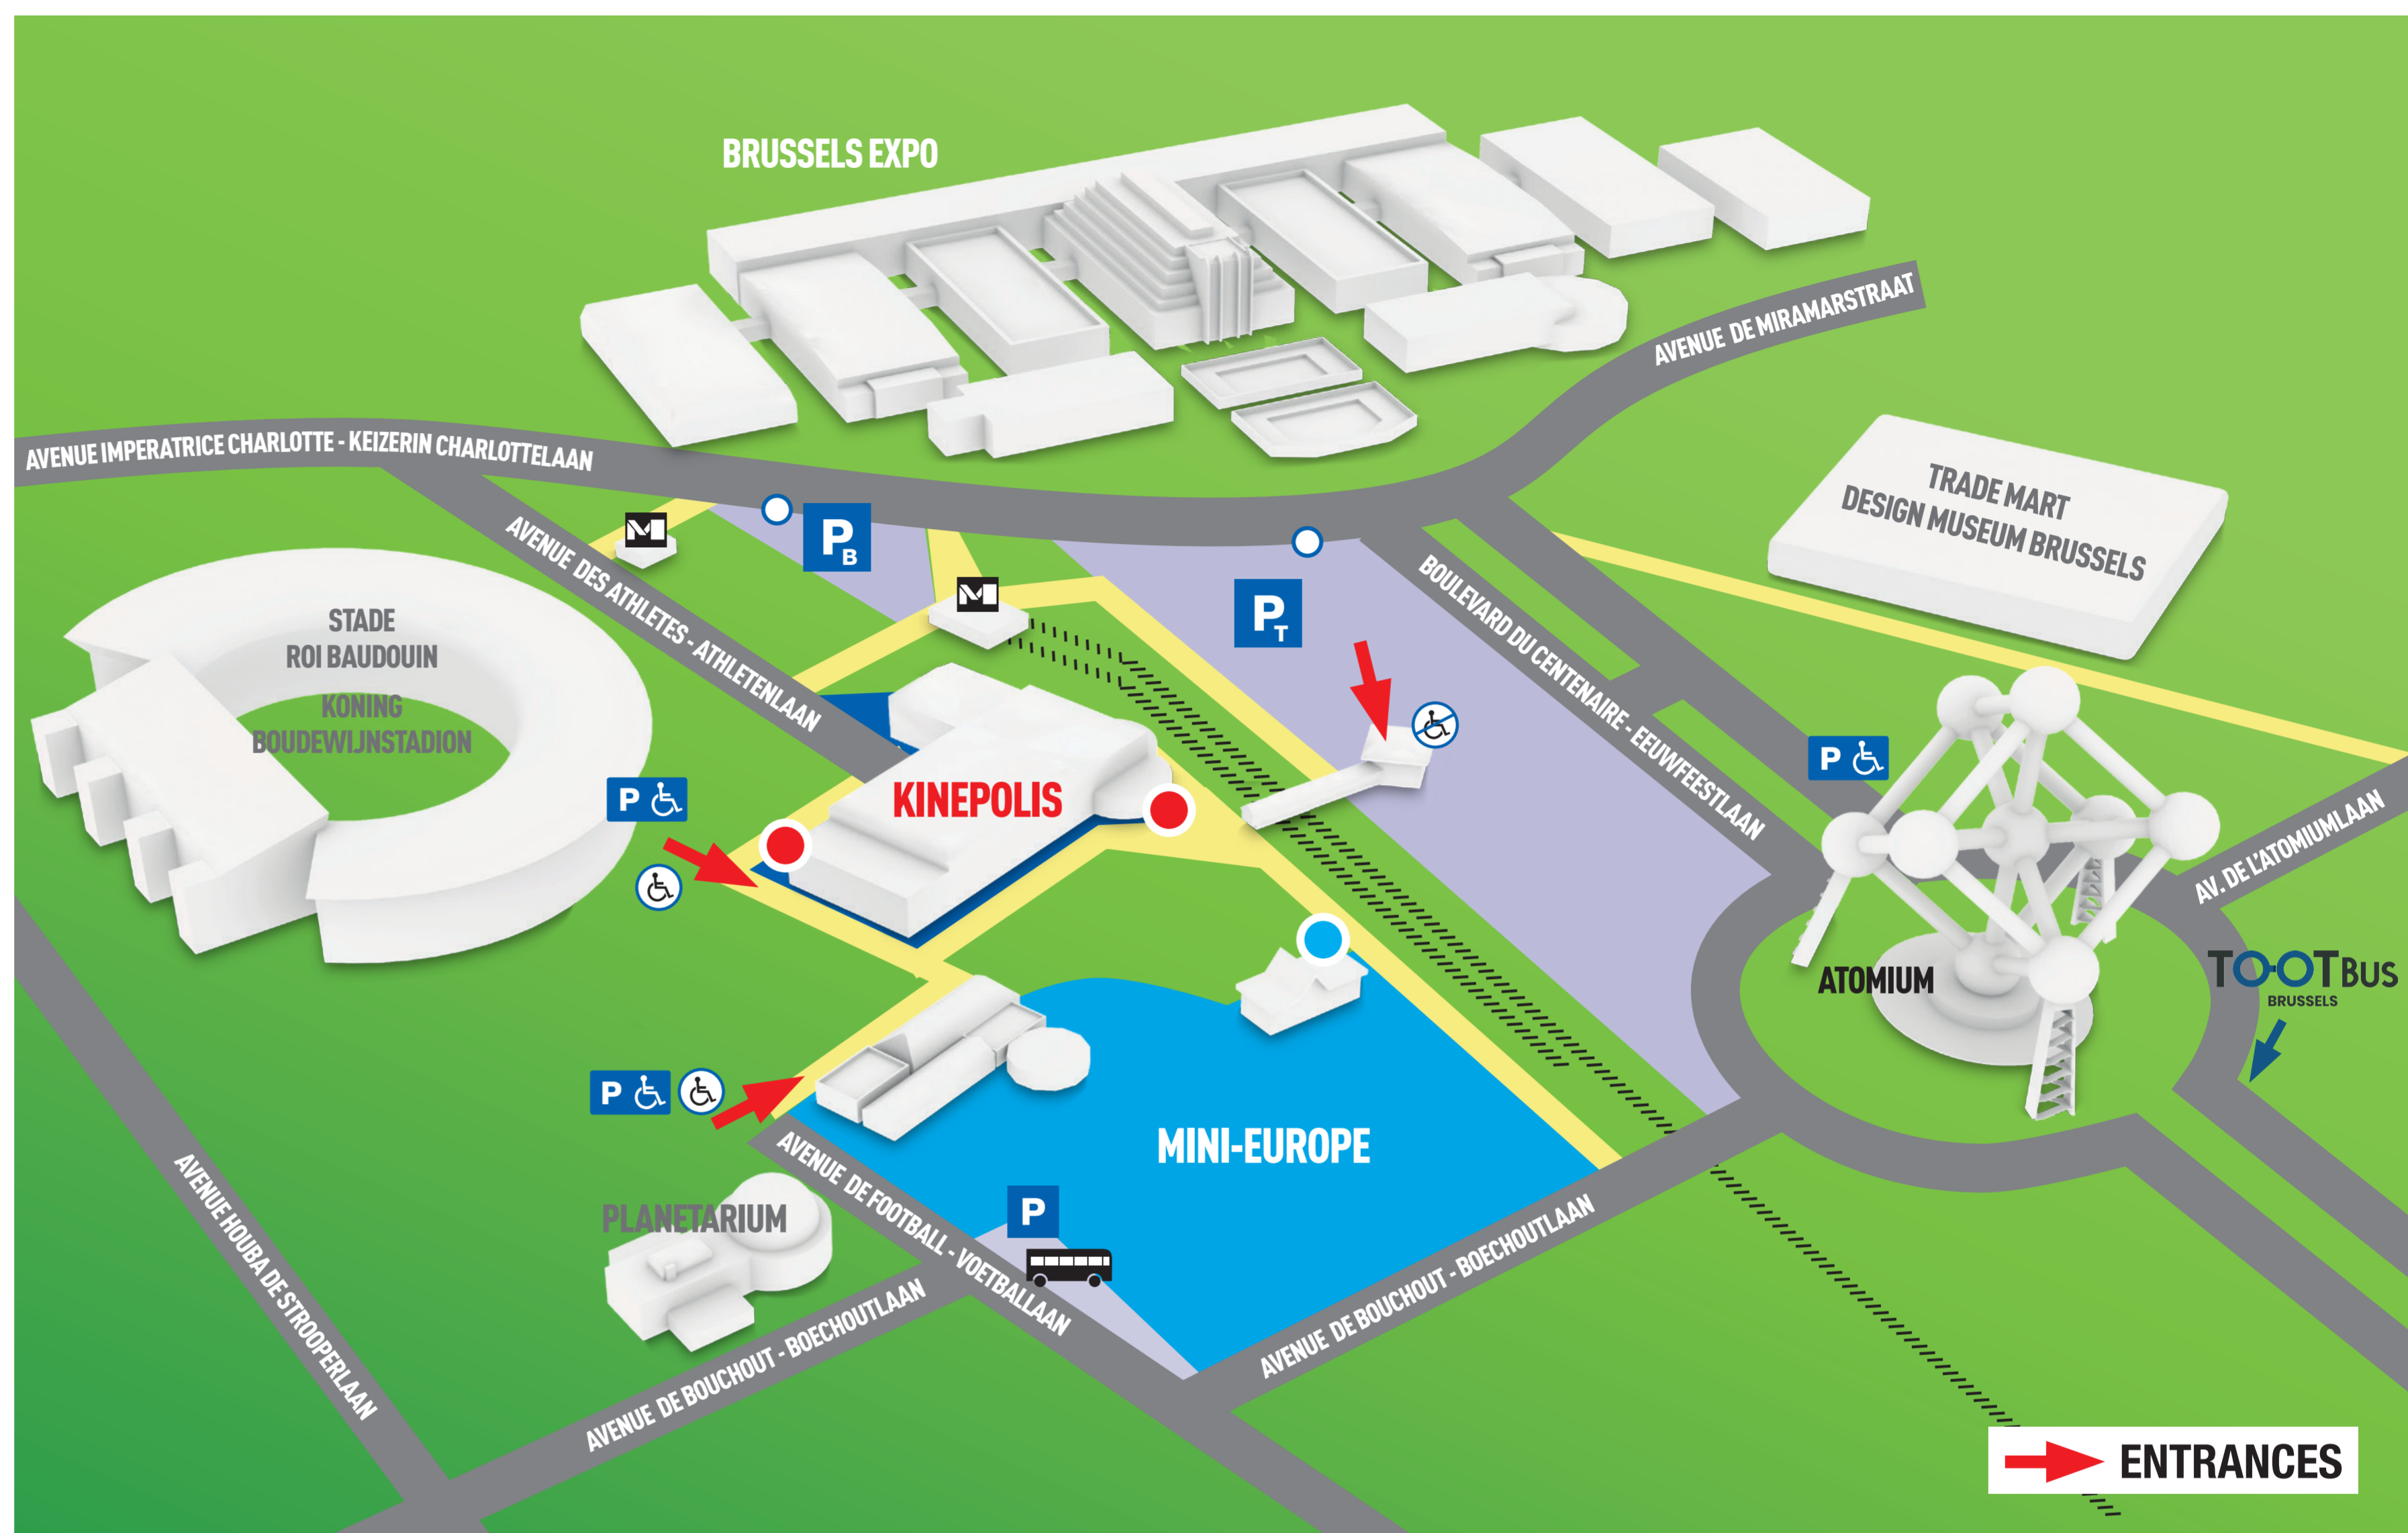 BRUSSELS EXPO
AVENUE DE MIRAMARSTRAAT
AVENUE IMPERATRICE CHARLOTTE - KEIZERIN CHARLOTTELAAN
TRADE MART
DESIGN MUSEUM BRUSSELS
M
AVENUE DES ATHLETES - ATHLETENLAAN
PB
M
PT
BOULEVARD DU CENTENAIRE - EEUWFEESTLAAN
STADE
ROI BAUDOUIN
KONING
BOUDEWIJNSTADION
P
KINEPOLIS
P
AV. DE L'ATOMIUMLAAN
ATOMIUM
TOOTBUS
BRUSSELS
P
MINI-EUROPE
AVENUE DE FOOTBALL - VOETBALLAAN
PLANETARIUM
P
AVENUE HOUBA DE STROOPERLAAN
AVENUE DE BOUCHOUT - BOECHOUTLAAN
AVENUE DE BOUCHOUT - BOECHOUTLAAN
ENTRANCES